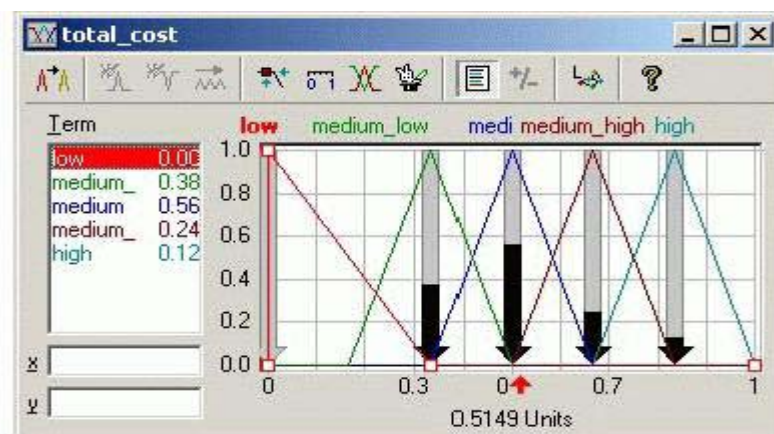 total_cost
Term
low medium_low medi medium_high high
low 0.00
medium_ 0.38
medium 0.56
medium_ 0.24
high 0.12
1.0
0.8
0.6
0.4
0.2
0.0
x
y
0 0.3 0 0.7 1
0.5149 Units